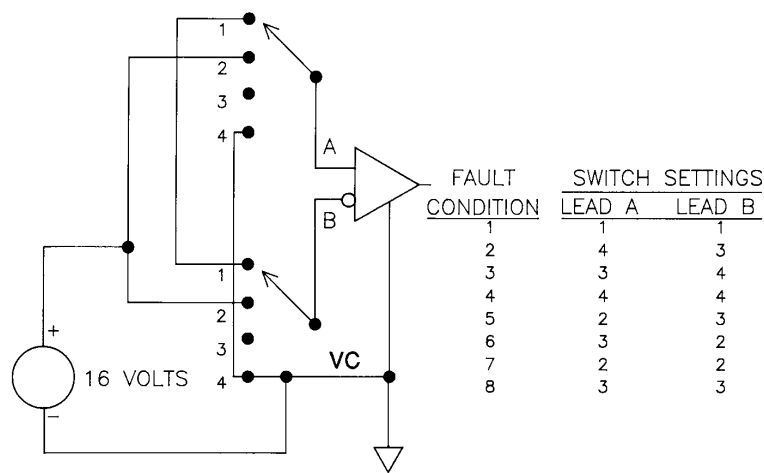 1
2
3
4
A
B
1
2
3
4
+
16 VOLTS
−
VC
FAULT CONDITION
SWITCH SETTINGS
LEAD A LEAD B
1 1 1
2 4 3
3 3 4
4 4 4
5 2 3
6 3 2
7 2 2
8 3 3